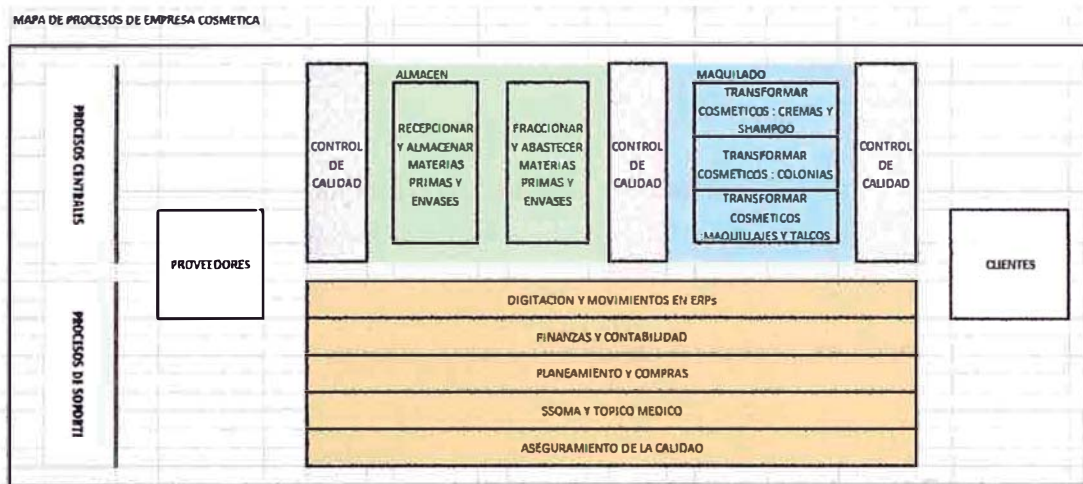 MAPA DE PROCESOS DE EMPRESA COSMETICA
PROCESOS CENTRALES
PROVEEDORES
CONTROL
DE
CALIDAD
ALMACEN
RECEPCIONAR
Y ALMACENAR
MATERIAS
PRIMAS Y
ENVASES
FRACCIONAR
Y ABASTECER
MATERIAS
PRIMAS Y
ENVASES
CONTROL
DE
CALIDAD
MAQUILADO
TRANSFORMAR
COSMETICOS : CREMAS Y
SHAMPOO
TRANSFORMAR
COSMETICOS : COLONIAS
TRANSFORMAR
COSMETICOS
:MAQUILLAJES Y TALCOS
CONTROL
DE
CALIDAD
CLIENTES
PROCESOS DE SOPORTE
DIGITACION Y MOVIMIENTOS EN ERPs
FINANZAS Y CONTABILIDAD
PLANEAMIENTO Y COMPRAS
SSOMA Y TOPICO MEDICO
ASEGURAMIENTO DE LA CALIDAD